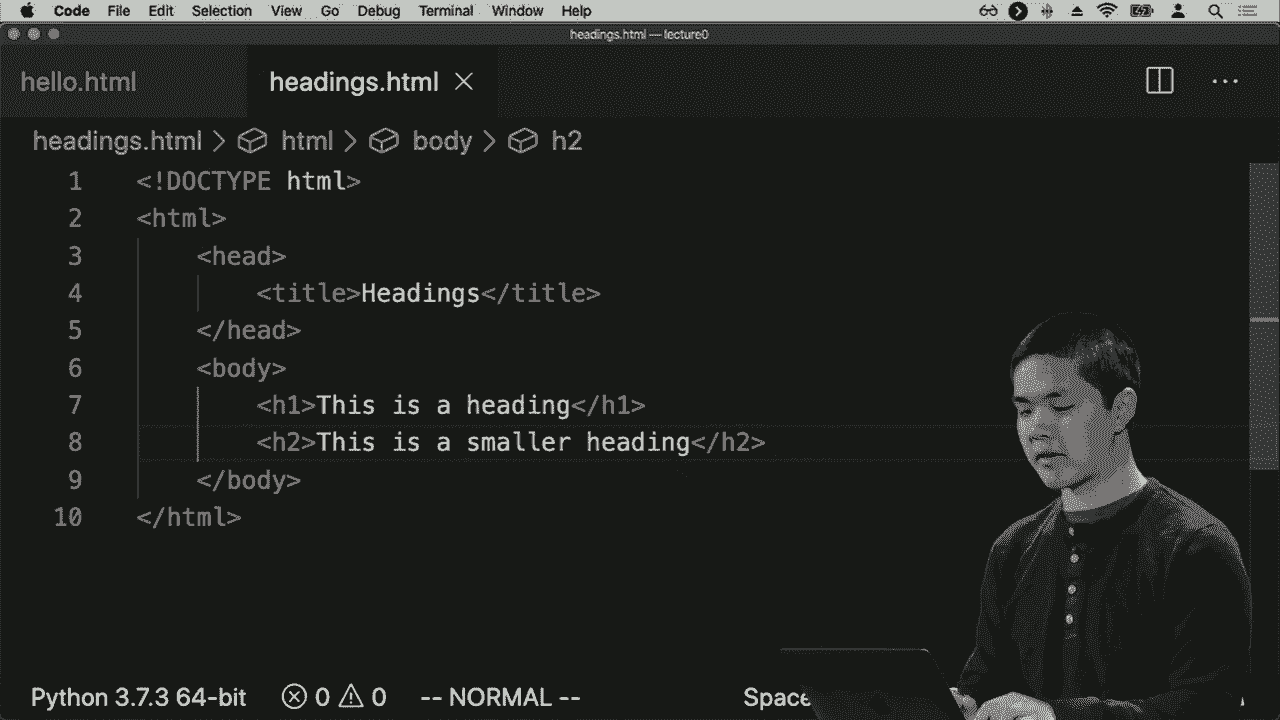 Code File Edit Selection View Go Debug Terminal Window Help
headings.html — lecture0
hello.html headings.html
headings.html > html > body > h2
1 <!DOCTYPE html>
2 <html>
3 <head>
4 <title>Headings</title>
5 </head>
6 <body>
7 <h1>This is a heading</h1>
8 <h2>This is a smaller heading</h2>
9 </body>
10 </html>
Python 3.7.3 64-bit 0 0 -- NORMAL -- Space